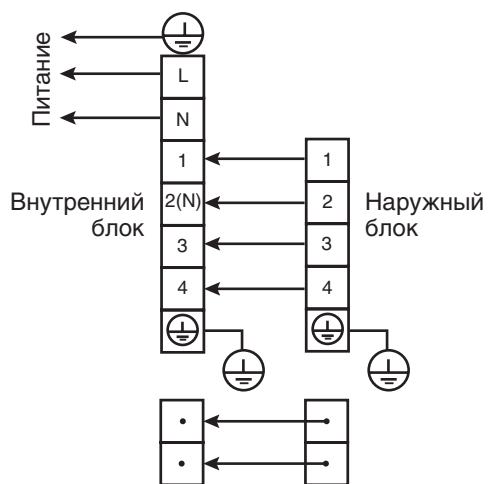 Питание
L
N
1
2(N)
3
4
Внутренний
блок
1
2
3
4
Наружный
блок